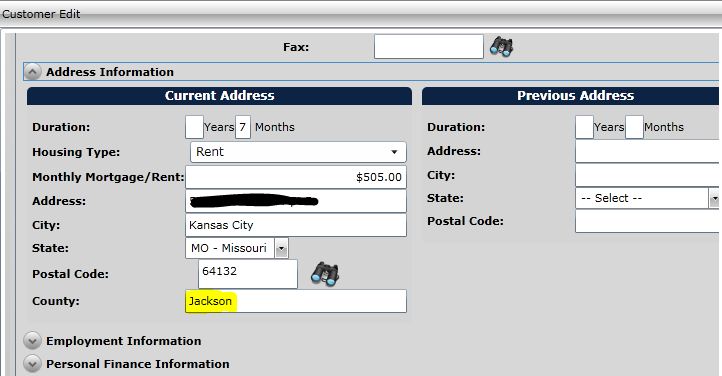 Customer Edit
Fax:
Address Information
Current Address
Duration: Years 7 Months
Housing Type: Rent
Monthly Mortgage/Rent: $505.00
Address:
City: Kansas City
State: MO - Missouri
Postal Code: 64132
County: Jackson
Previous Address
Duration: Years Months
Address:
City:
State: -- Select --
Postal Code:
Employment Information
Personal Finance Information